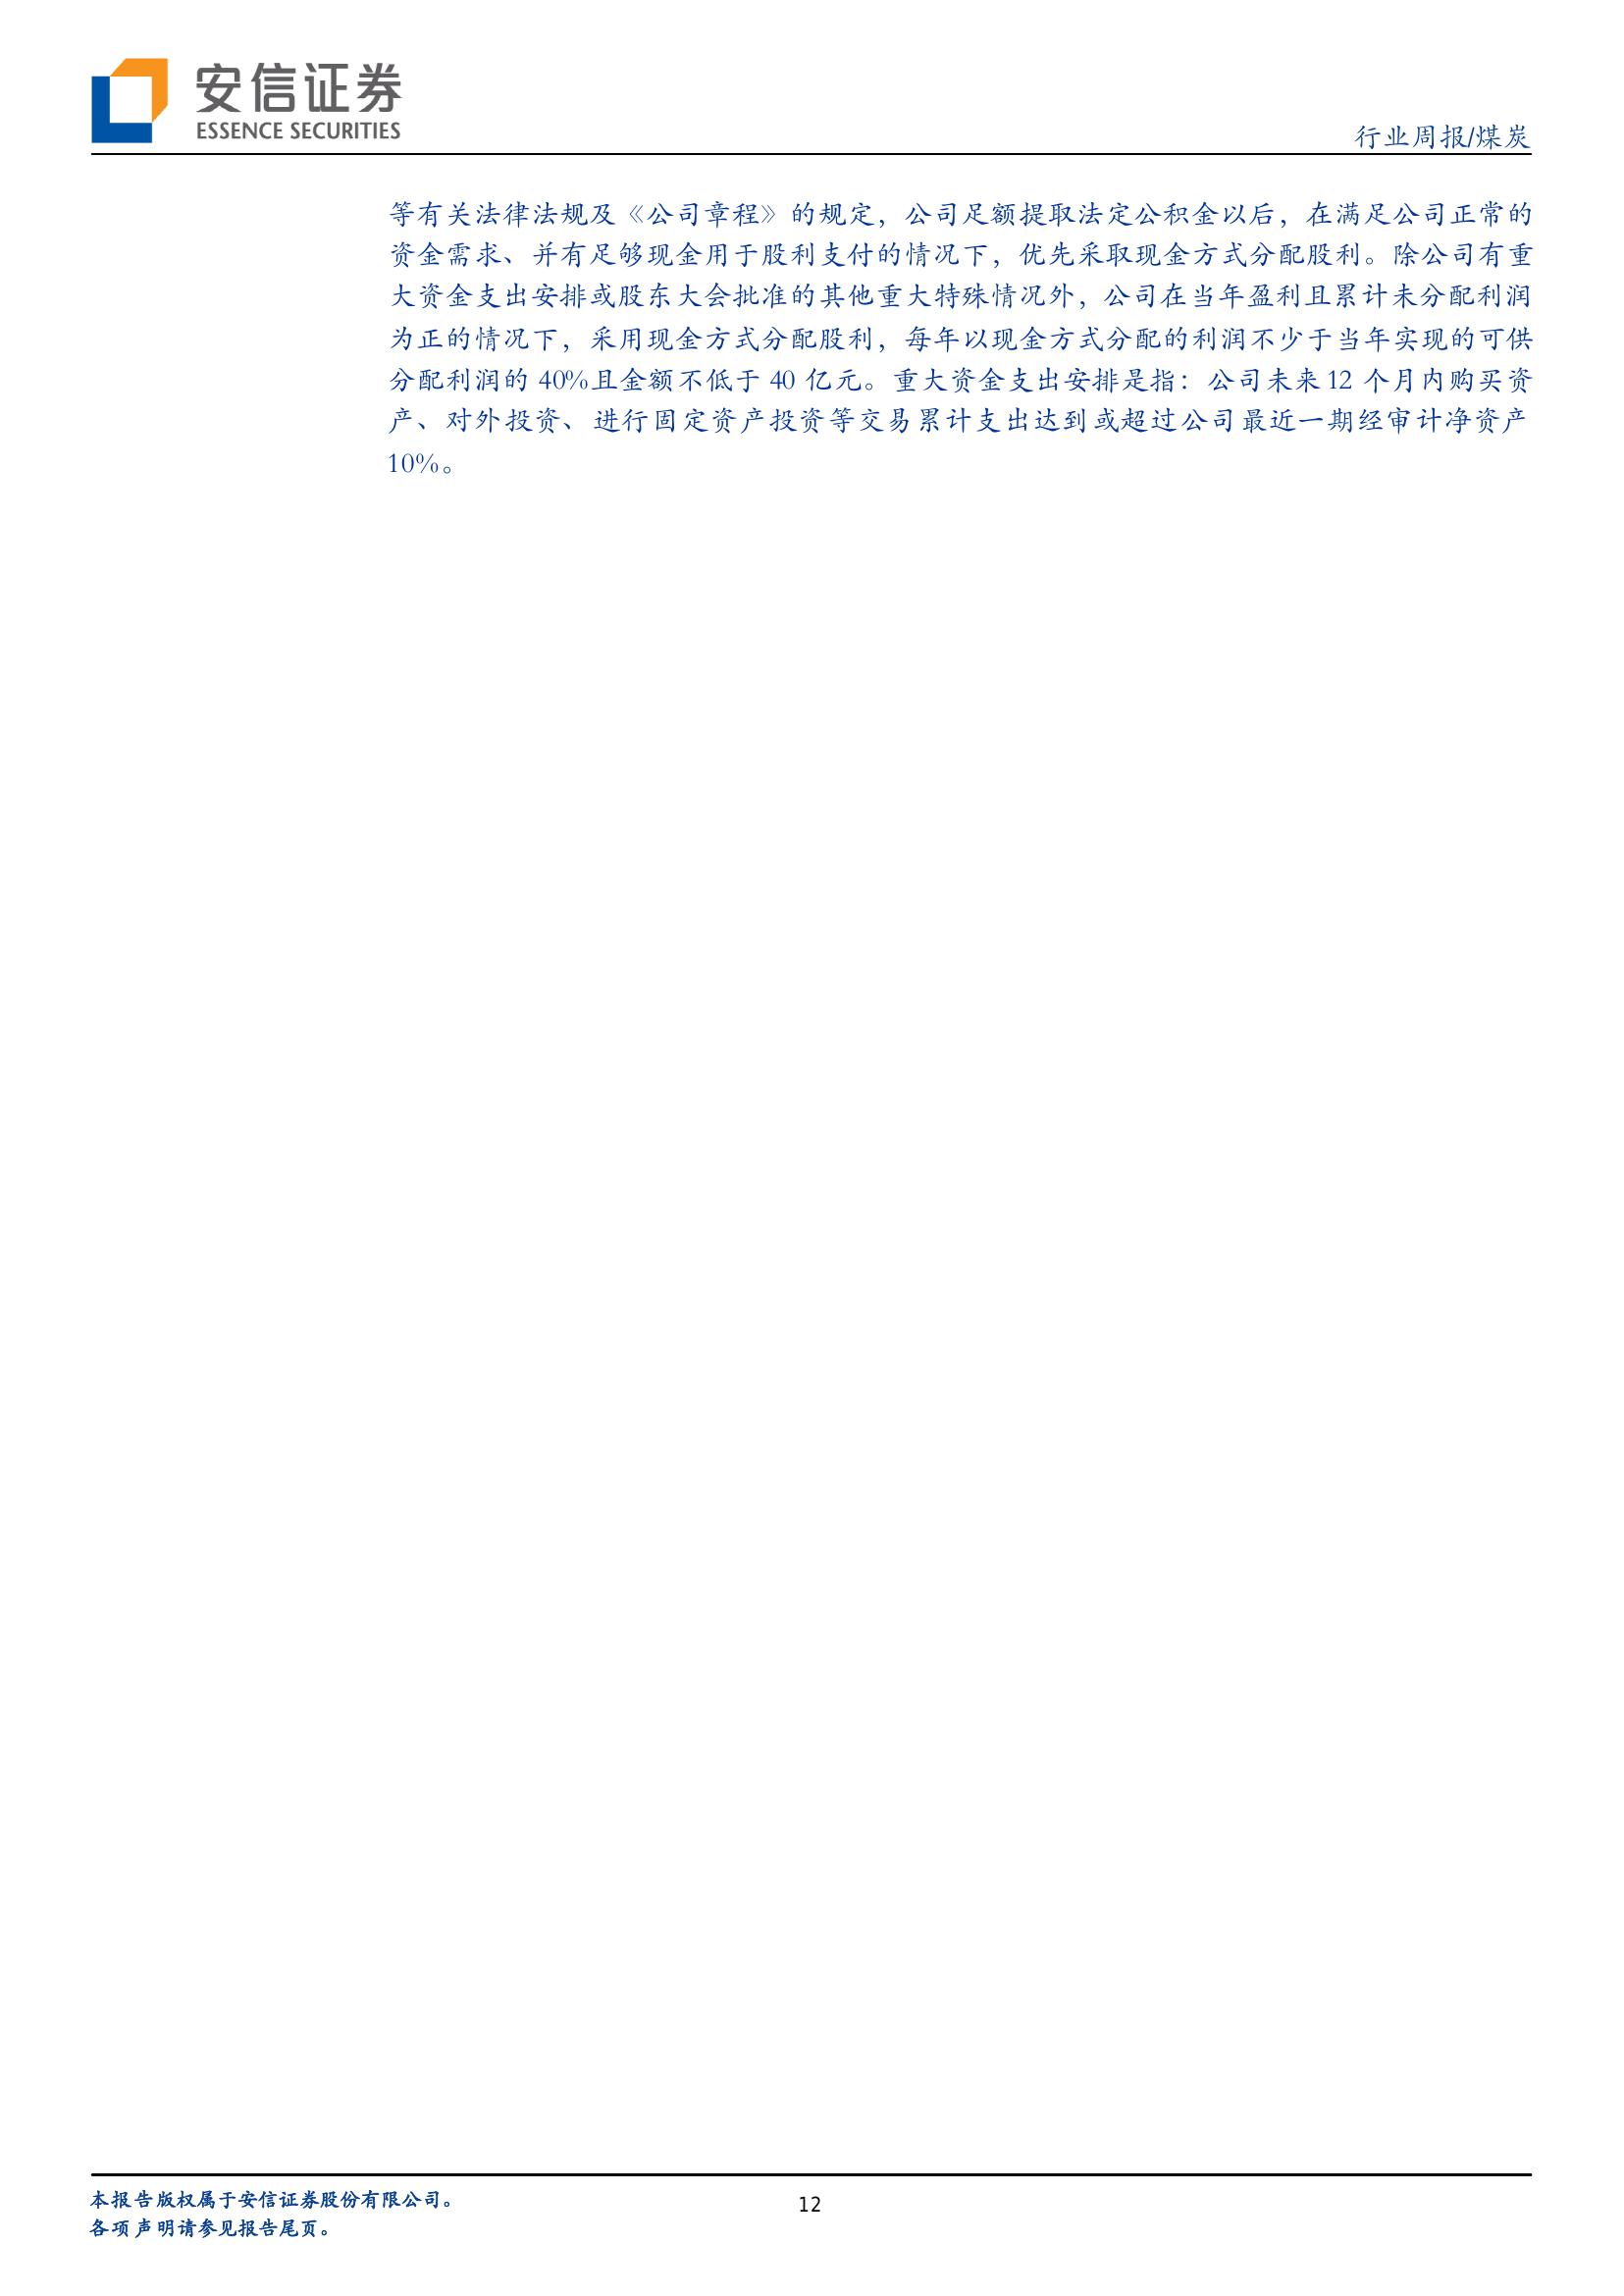 安信证券
ESSENCE SECURITIES
行业周报/煤炭
等有关法律法规及《公司章程》的规定，公司足额提取法定公积金以后，在满足公司正常的
资金需求、并有足够现金用于股利支付的情况下，优先采取现金方式分配股利。除公司有重
大资金支出安排或股东大会批准的其他重大特殊情况外，公司在当年盈利且累计未分配利润
为正的情况下，采用现金方式分配股利，每年以现金方式分配的利润不少于当年实现的可供
分配利润的 40%且金额不低于 40 亿元。重大资金支出安排是指：公司未来 12 个月内购买资
产、对外投资、进行固定资产投资等交易累计支出达到或超过公司最近一期经审计净资产
10%。
本报告版权属于安信证券股份有限公司。
各项声明请参见报告尾页。
12